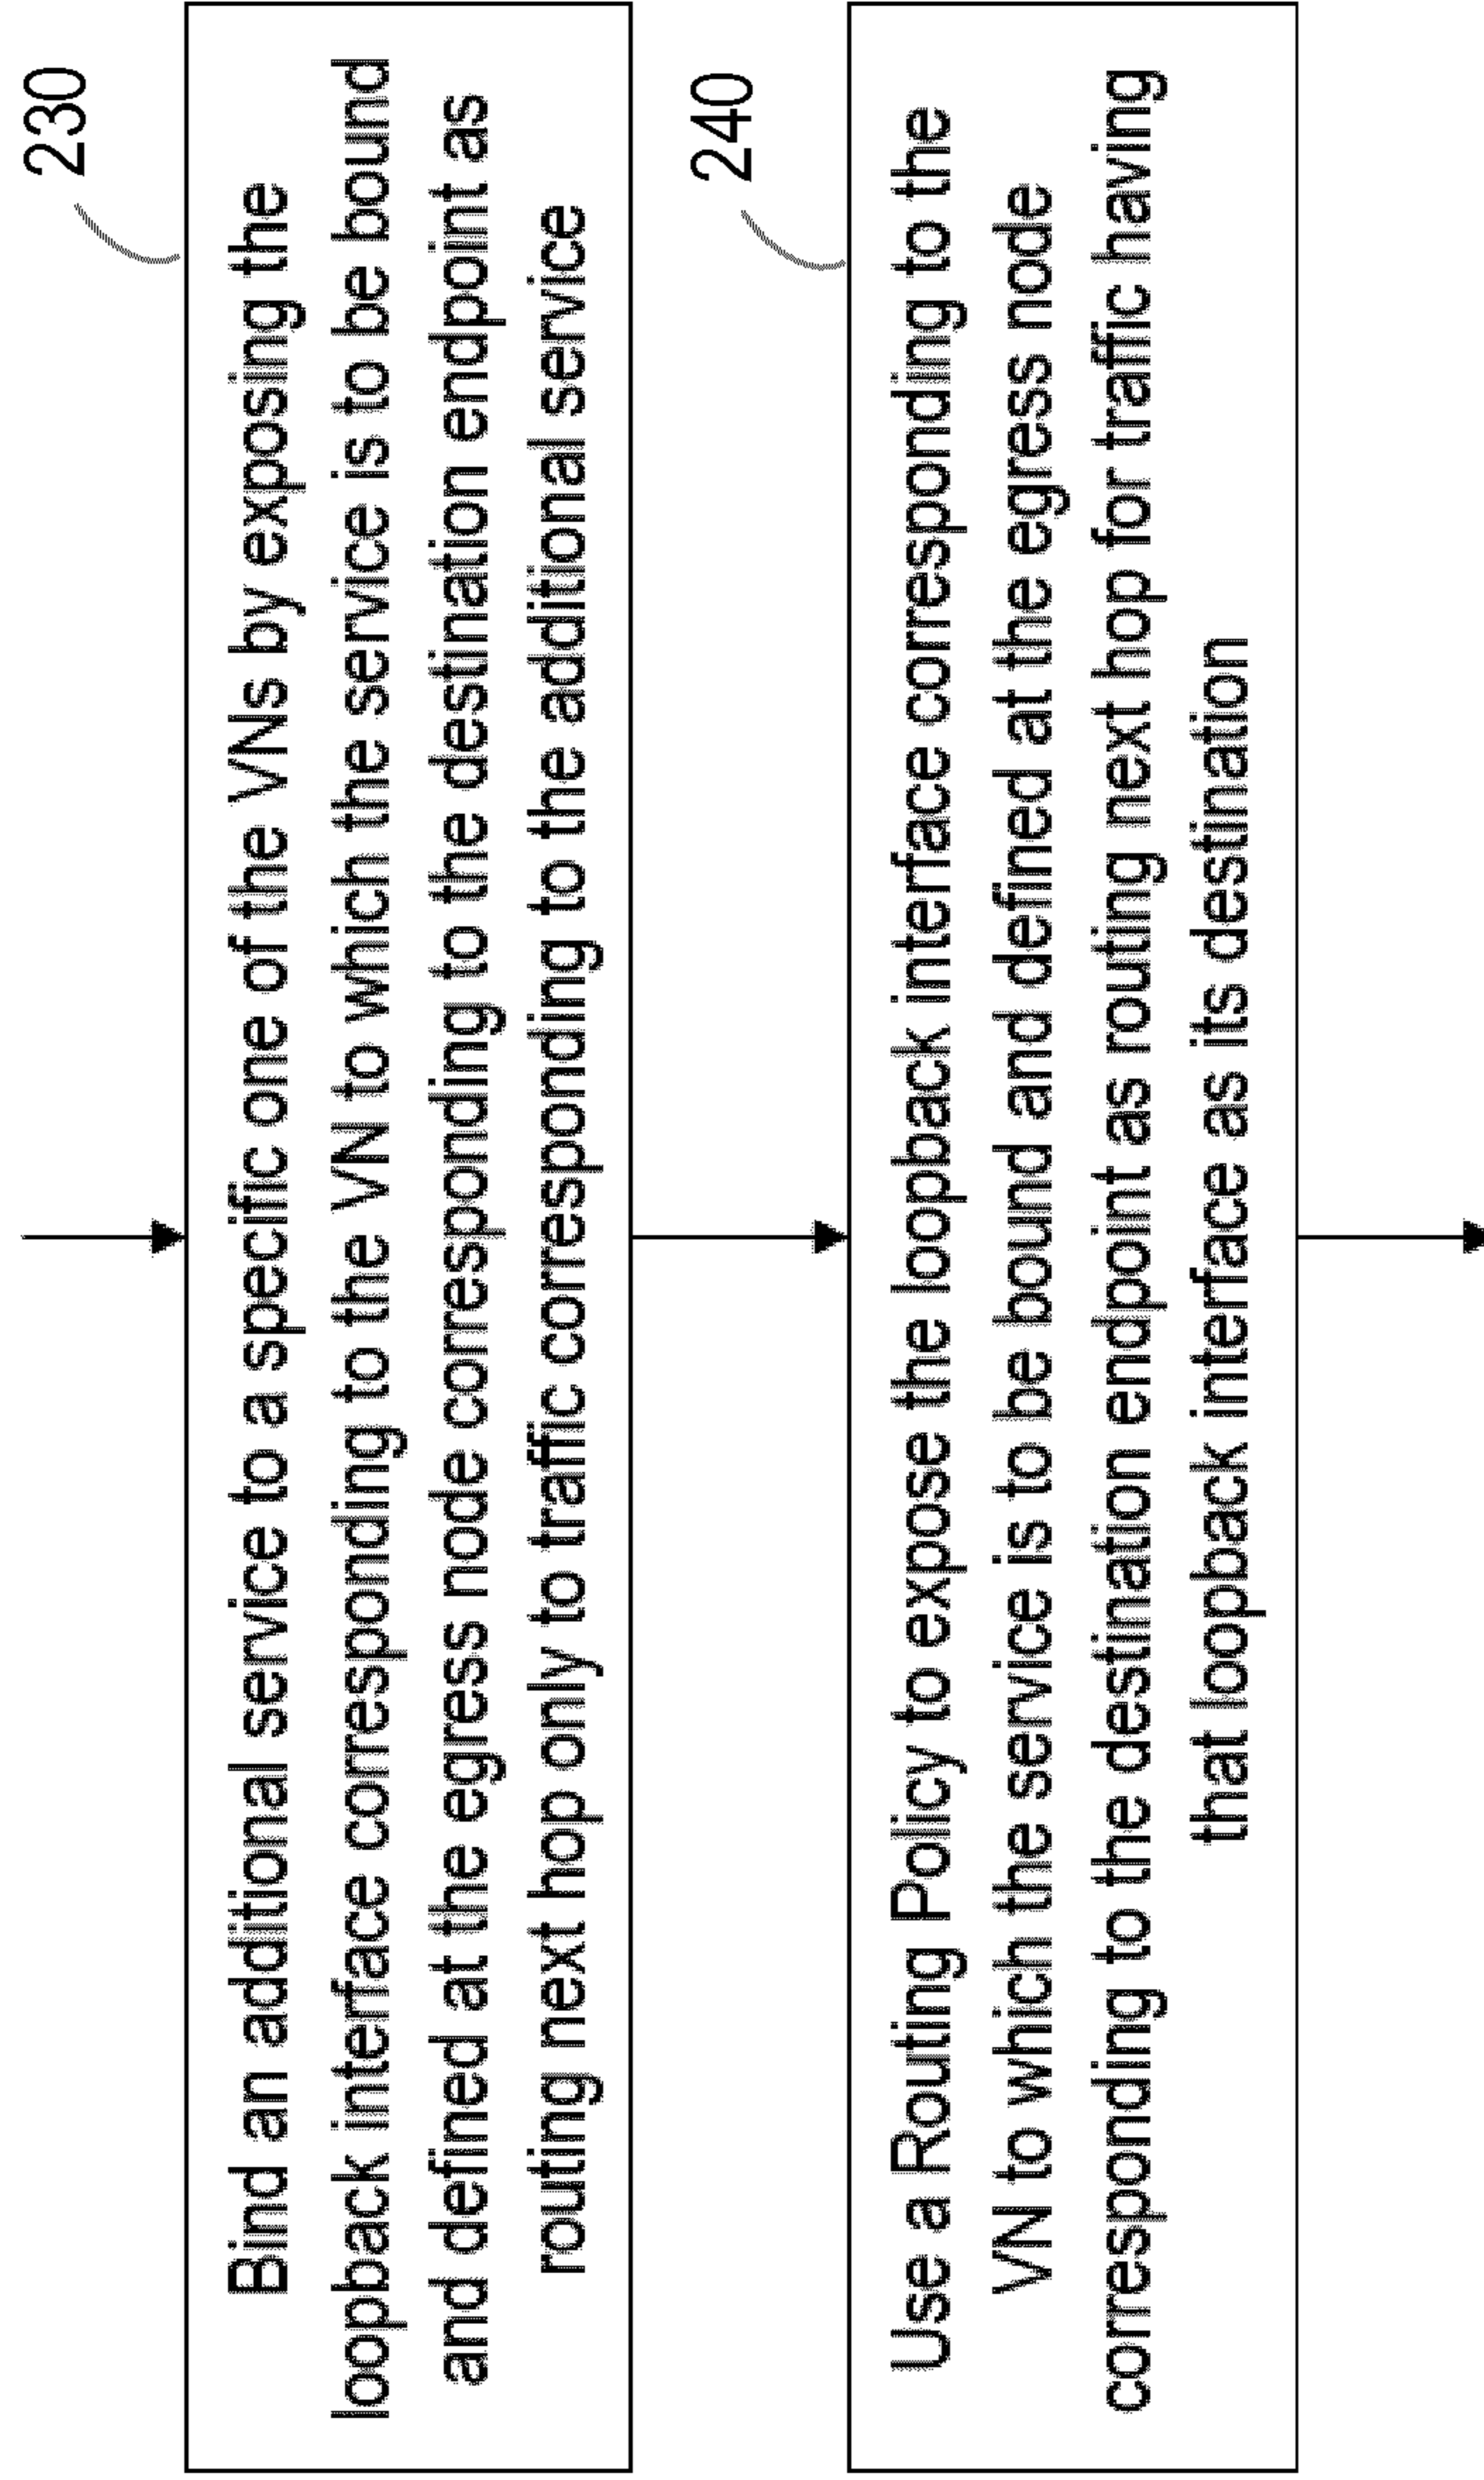 230
Bind an additional service to a specific one of the VNs by exposing the
loopback interface corresponding to the VN to which the service is to be bound
and defined at the egress node corresponding to the destination endpoint as
routing next hop only to traffic corresponding to the additional service
240
Use a Routing Policy to expose the loopback interface corresponding to the
VN to which the service is to be bound and defined at the egress node
corresponding to the destination endpoint as routing next hop for traffic having
that loopback interface as its destination